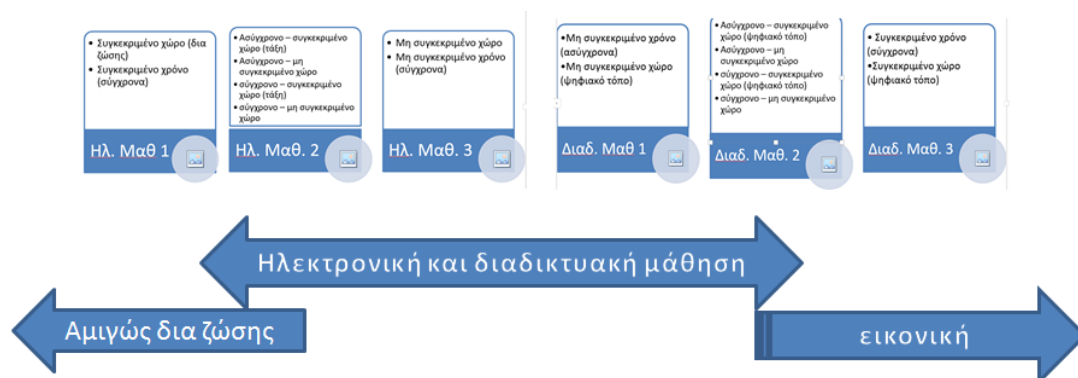 • Συγκεκριμένο χώρο (δια
ζώσης)
• Συγκεκριμένο χρόνο
(σύγχρονα)
Ηλ. Μαθ 1
• Ασύγχρονο – συγκεκριμένο
χώρο (τάξη)
• Ασύγχρονο – μη
συγκεκριμένο χώρο
• σύγχρονο – συγκεκριμένο
χώρο (τάξη)
• σύγχρονο – μη συγκεκριμένο
χώρο
Ηλ. Μαθ. 2
• Μη συγκεκριμένο χώρο
• Μη συγκεκριμένο χρόνο
(σύγχρονα)
Ηλ. Μαθ. 3
•Μη συγκεκριμένο χρόνο
(ασύγχρονα)
•Μη συγκεκριμένο χώρο
(ψηφιακό τόπο)
Διαδ. Μαθ 1
• Ασύγχρονο – συγκεκριμένο
χώρο (ψηφιακό τόπο)
• Ασύγχρονο – μη
συγκεκριμένο χώρο
• σύγχρονο – συγκεκριμένο
χώρο (ψηφιακό τόπο)
• σύγχρονο – μη συγκεκριμένο
χώρο
Διαδ. Μαθ. 2
• Συγκεκριμένο χρόνο
(σύγχρονα)
•Συγκεκριμένο χώρο
(ψηφιακό τόπο)
Διαδ. Μαθ. 3
Ηλεκτρονική και διαδικτυακή μάθηση
Αμιγώς δια ζώσης
εικονική